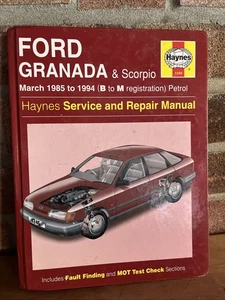 FORD
GRANADA & Scorpio
Haynes
March 1985 to 1994 (B to M registration) Petrol
Haynes Service and Repair Manual
Includes Fault Finding and MOT Test Check Sections